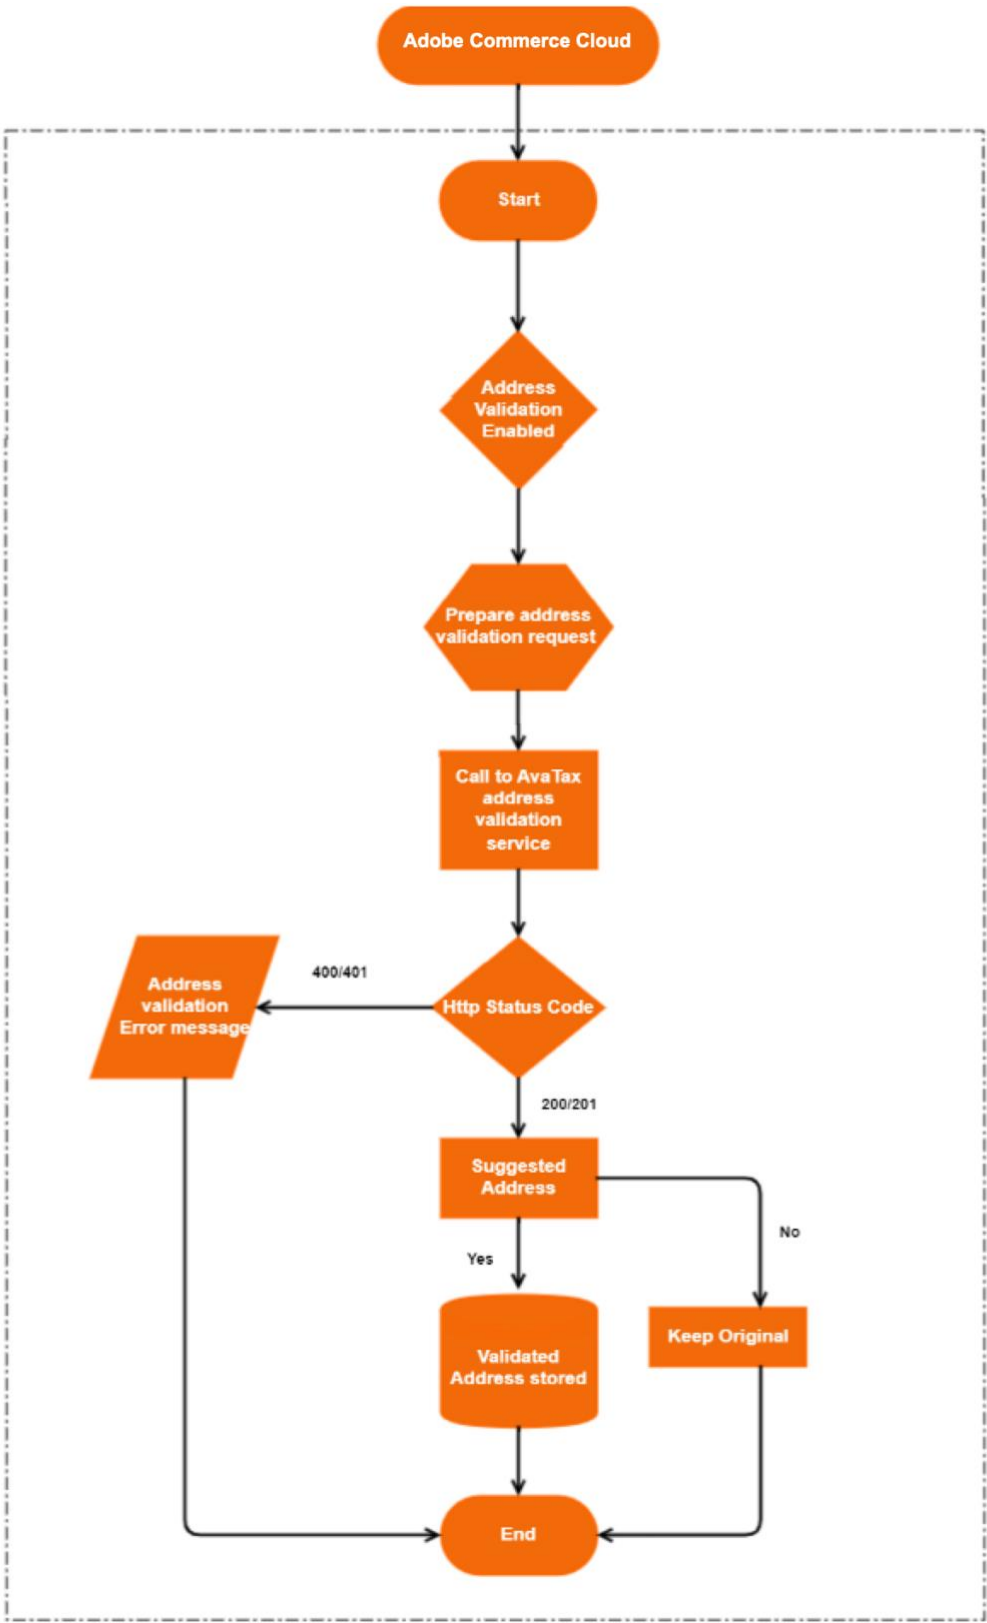 Adobe Commerce Cloud
Start
Address
Validation
Enabled
Prepare address
validation request
Call to AvaTax
address
validation
service
400/401
Address
validation
Error message
Http Status Code
200/201
Suggested
Address
No
Yes
Keep Original
Validated
Address stored
End